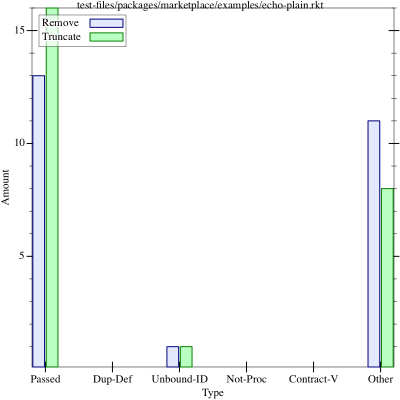 test-files/packages/marketplace/examples/echo-plain.rkt
Remove
Truncate
15
10
5
Amount
Passed Dup-Def Unbound-ID Not-Proc Contract-V Other
Type